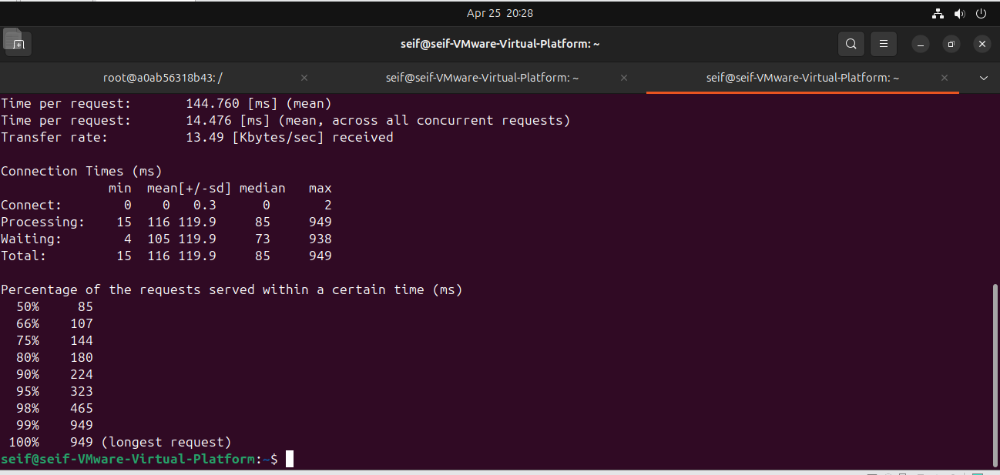 Apr 25 20:28
seif@seif-VMware-Virtual-Platform: ~
root@a0ab56318b43: /
seif@seif-VMware-Virtual-Platform: ~
seif@seif-VMware-Virtual-Platform: ~
Time per request:       144.760 [ms] (mean)
Time per request:       14.476 [ms] (mean, across all concurrent requests)
Transfer rate:          13.49 [Kbytes/sec] received
Connection Times (ms)
              min  mean[+/-sd] median   max
Connect:        0    0   0.3      0       2
Processing:    15  116 119.9     85     949
Waiting:        4  105 119.9     73     938
Total:         15  116 119.9     85     949
Percentage of the requests served within a certain time (ms)
  50%     85
  66%    107
  75%    144
  80%    180
  90%    224
  95%    323
  98%    465
  99%    949
 100%    949 (longest request)
seif@seif-VMware-Virtual-Platform:~$